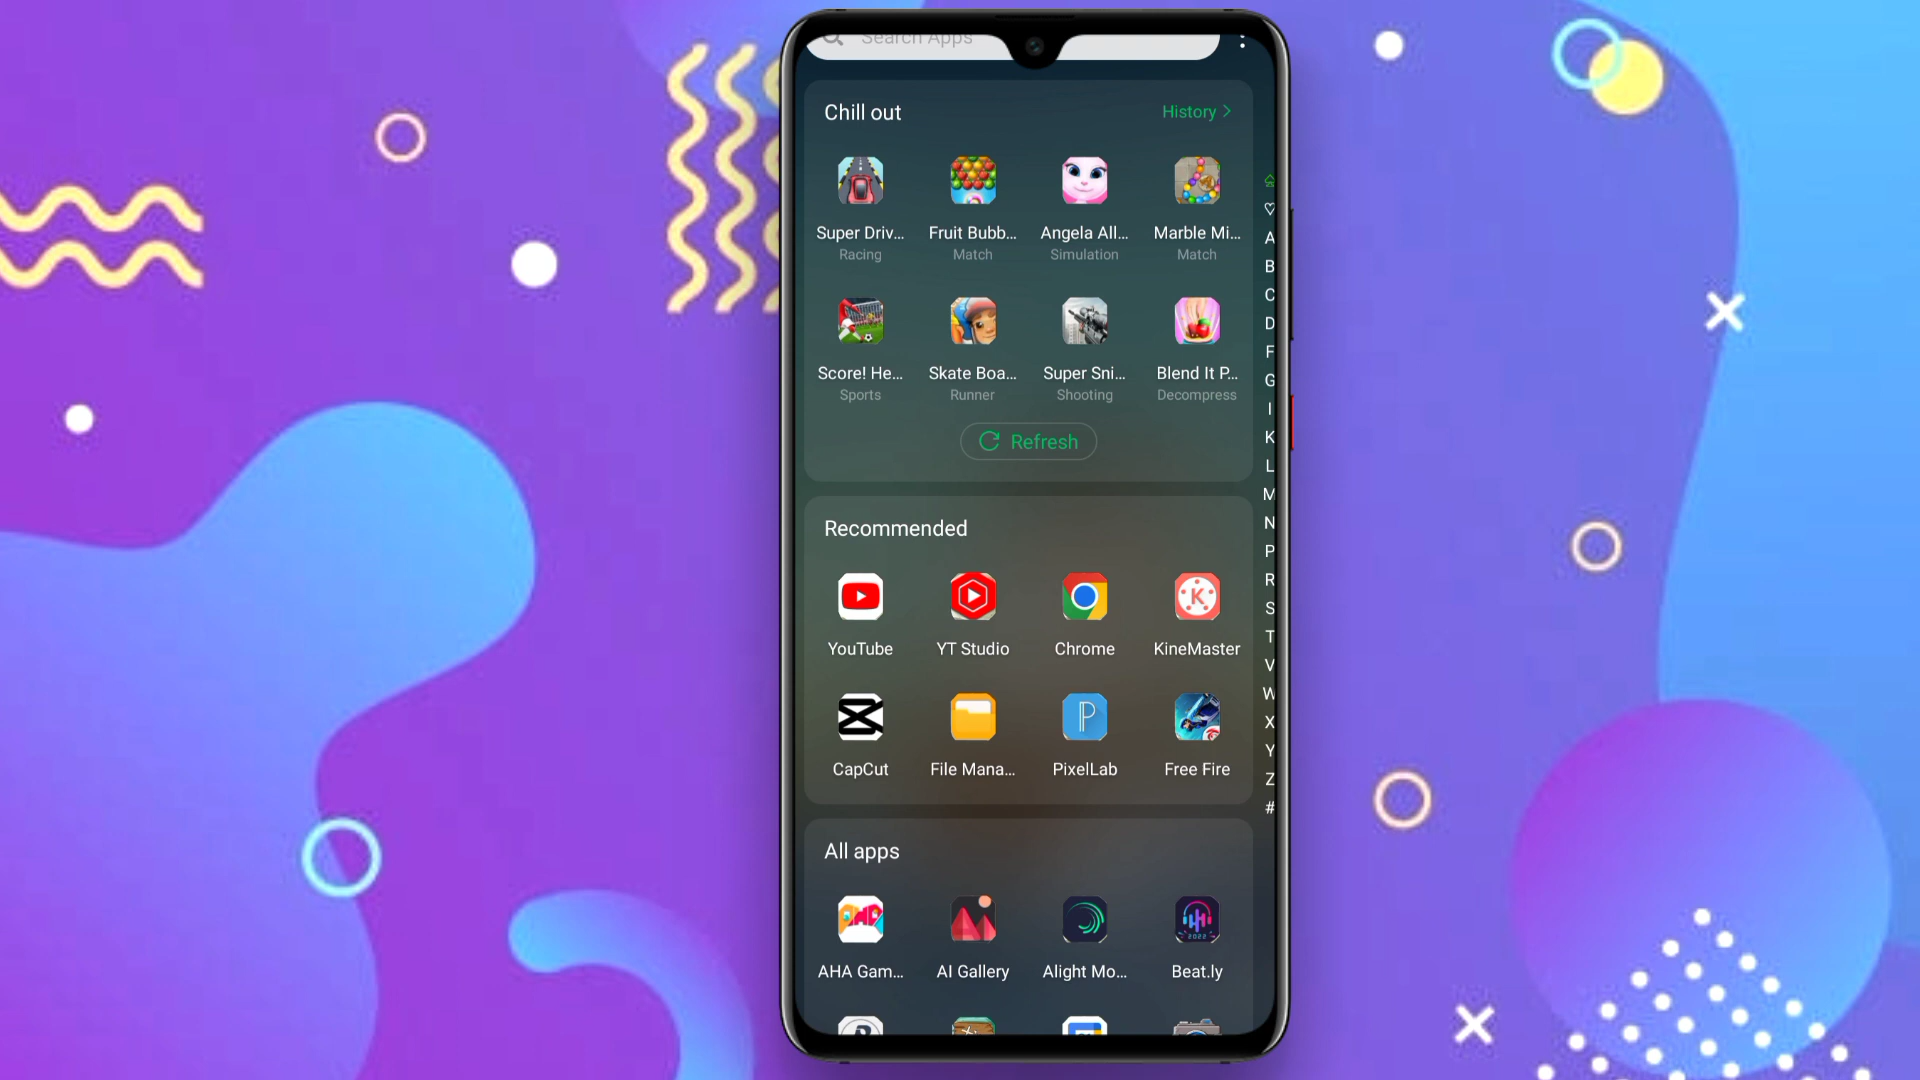 Search Apps
Chill out
History >
Super Driv...
Fruit Bubb...
Angela All...
Marble Mi...
Racing
Match
Simulation
Match
Score! He...
Skate Boa...
Super Sni...
Blend It P...
Sports
Runner
Shooting
Decompress
Refresh
Recommended
K
YouTube
YT Studio
Chrome
KineMaster
P
CapCut
File Mana...
PixelLab
Free Fire
All apps
AHA
2022
AHA Gam...
AI Gallery
Alight Mo...
Beat.ly
A
B
C
D
F
G
I
K
L
M
N
P
R
S
T
V
W
X
Y
Z
#